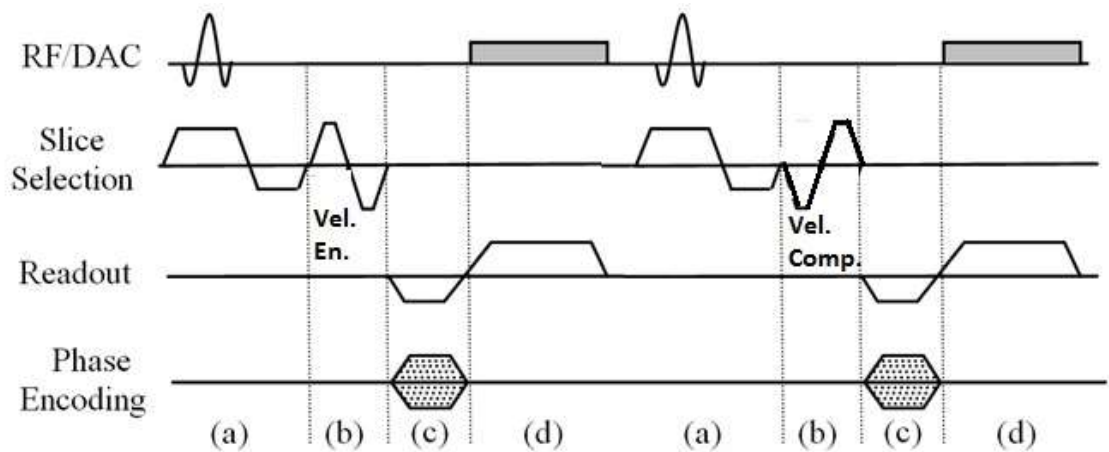 RF/DAC
Slice
Selection
Vel.
En.
Vel.
Comp.
Readout
Phase
Encoding
(a) (b) (c) (d) (a) (b) (c) (d)